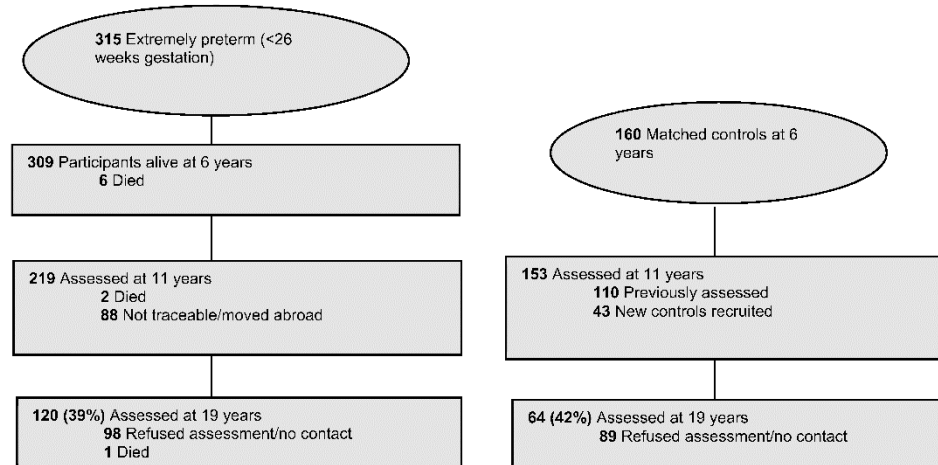 315 Extremely preterm (<26
weeks gestation)
309 Participants alive at 6 years
6 Died
219 Assessed at 11 years
2 Died
88 Not traceable/moved abroad
120 (39%) Assessed at 19 years
98 Refused assessment/no contact
1 Died
160 Matched controls at 6
years
153 Assessed at 11 years
110 Previously assessed
43 New controls recruited
64 (42%) Assessed at 19 years
89 Refused assessment/no contact